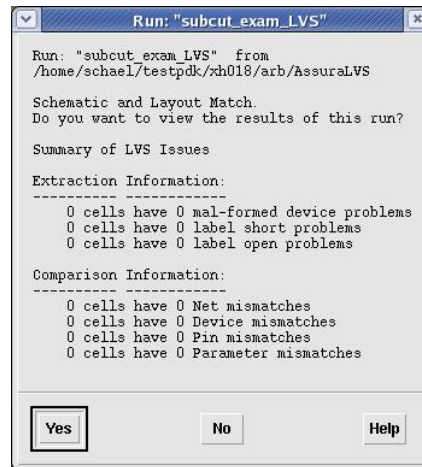 Run: "subcut_exam_LVS"
Run: "subcut_exam_LVS" from
/home/schael/testpdk/xh018/arb/AssuraLVS
Schematic and Layout Match.
Do you want to view the results of this run?
Summary of LVS Issues
Extraction Information:
---------- ------------
0 cells have 0 mal-formed device problems
0 cells have 0 label short problems
0 cells have 0 label open problems
Comparison Information:
---------- ------------
0 cells have 0 Net mismatches
0 cells have 0 Device mismatches
0 cells have 0 Pin mismatches
0 cells have 0 Parameter mismatches
Yes No Help